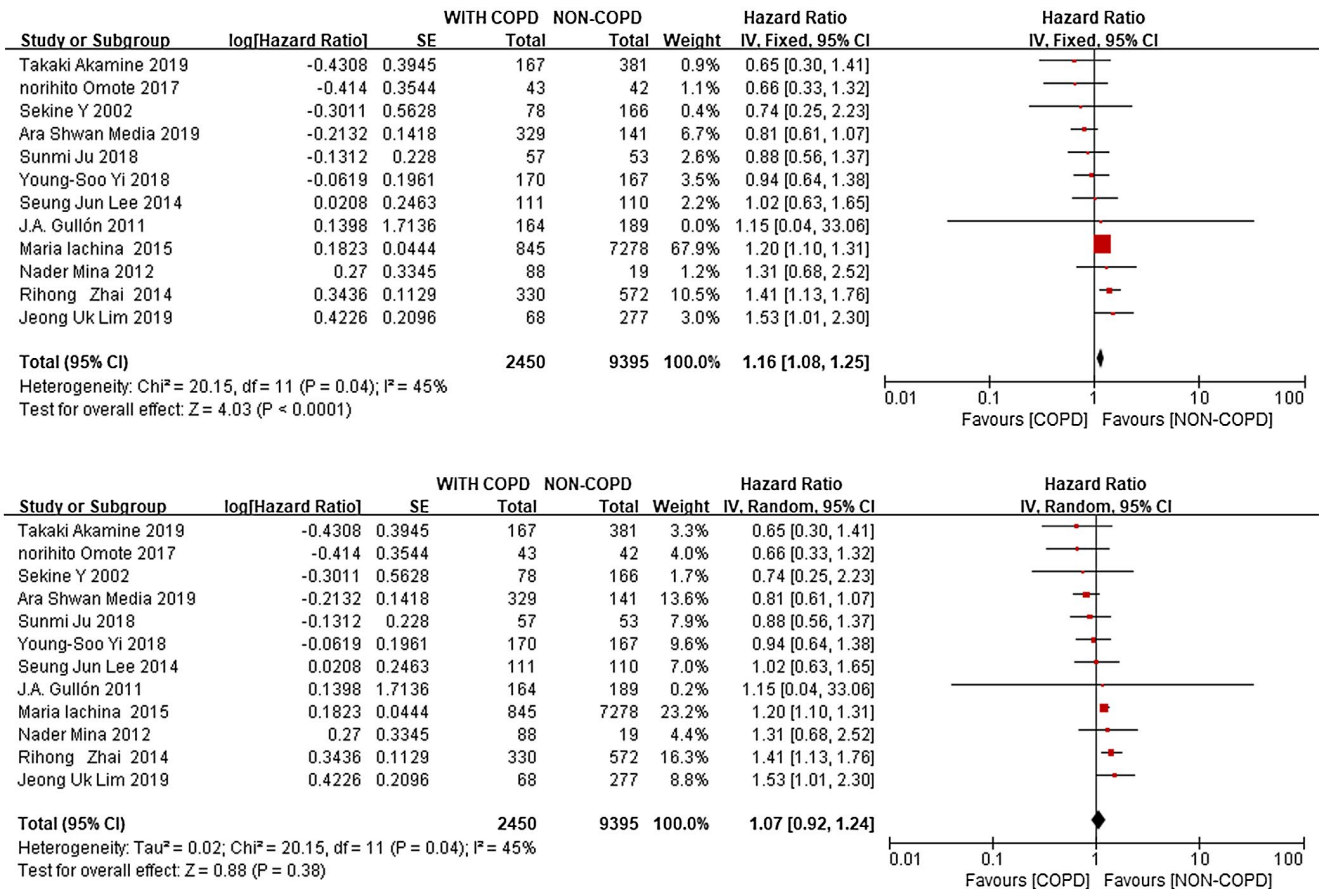 WITH COPD NON-COPD Hazard Ratio Hazard Ratio
Study or Subgroup log[Hazard Ratio] SE Total Total Weight IV, Fixed, 95% CI IV, Fixed, 95% CI
Takaki Akamine 2019 -0.4308 0.3945 167 381 0.9% 0.65 [0.30, 1.41]
norihito Omote 2017 -0.414 0.3544 43 42 1.1% 0.66 [0.33, 1.32]
Sekine Y 2002 -0.3011 0.5628 78 166 0.4% 0.74 [0.25, 2.23]
Ara Shwan Media 2019 -0.2132 0.1418 329 141 6.7% 0.81 [0.61, 1.07]
Sunmi Ju 2018 -0.1312 0.228 57 53 2.6% 0.88 [0.56, 1.37]
Young-Soo Yi 2018 -0.0619 0.1961 170 167 3.5% 0.94 [0.64, 1.38]
Seung Jun Lee 2014 0.0208 0.2463 111 110 2.2% 1.02 [0.63, 1.65]
J.A. Gullón 2011 0.1398 1.7136 164 189 0.0% 1.15 [0.04, 33.06]
Maria Iachina 2015 0.1823 0.0444 845 7278 67.9% 1.20 [1.10, 1.31]
Nader Mina 2012 0.27 0.3345 88 19 1.2% 1.31 [0.68, 2.52]
Rihong Zhai 2014 0.3436 0.1129 330 572 10.5% 1.41 [1.13, 1.76]
Jeong Uk Lim 2019 0.4226 0.2096 68 277 3.0% 1.53 [1.01, 2.30]
Total (95% CI) 2450 9395 100.0% 1.16 [1.08, 1.25]
Heterogeneity: Chi² = 20.15, df = 11 (P = 0.04); I² = 45%
Test for overall effect: Z = 4.03 (P < 0.0001)
0.01 0.1 1 10 100
Favours [COPD] Favours [NON-COPD]
WITH COPD NON-COPD Hazard Ratio Hazard Ratio
Study or Subgroup log[Hazard Ratio] SE Total Total Weight IV, Random, 95% CI IV, Random, 95% CI
Takaki Akamine 2019 -0.4308 0.3945 167 381 3.3% 0.65 [0.30, 1.41]
norihito Omote 2017 -0.414 0.3544 43 42 4.0% 0.66 [0.33, 1.32]
Sekine Y 2002 -0.3011 0.5628 78 166 1.7% 0.74 [0.25, 2.23]
Ara Shwan Media 2019 -0.2132 0.1418 329 141 13.6% 0.81 [0.61, 1.07]
Sunmi Ju 2018 -0.1312 0.228 57 53 7.9% 0.88 [0.56, 1.37]
Young-Soo Yi 2018 -0.0619 0.1961 170 167 9.6% 0.94 [0.64, 1.38]
Seung Jun Lee 2014 0.0208 0.2463 111 110 7.0% 1.02 [0.63, 1.65]
J.A. Gullón 2011 0.1398 1.7136 164 189 0.2% 1.15 [0.04, 33.06]
Maria Iachina 2015 0.1823 0.0444 845 7278 23.2% 1.20 [1.10, 1.31]
Nader Mina 2012 0.27 0.3345 88 19 4.4% 1.31 [0.68, 2.52]
Rihong Zhai 2014 0.3436 0.1129 330 572 16.3% 1.41 [1.13, 1.76]
Jeong Uk Lim 2019 0.4226 0.2096 68 277 8.8% 1.53 [1.01, 2.30]
Total (95% CI) 2450 9395 100.0% 1.07 [0.92, 1.24]
Heterogeneity: Tau² = 0.02; Chi² = 20.15, df = 11 (P = 0.04); I² = 45%
Test for overall effect: Z = 0.88 (P = 0.38)
0.01 0.1 1 10 100
Favours [COPD] Favours [NON-COPD]